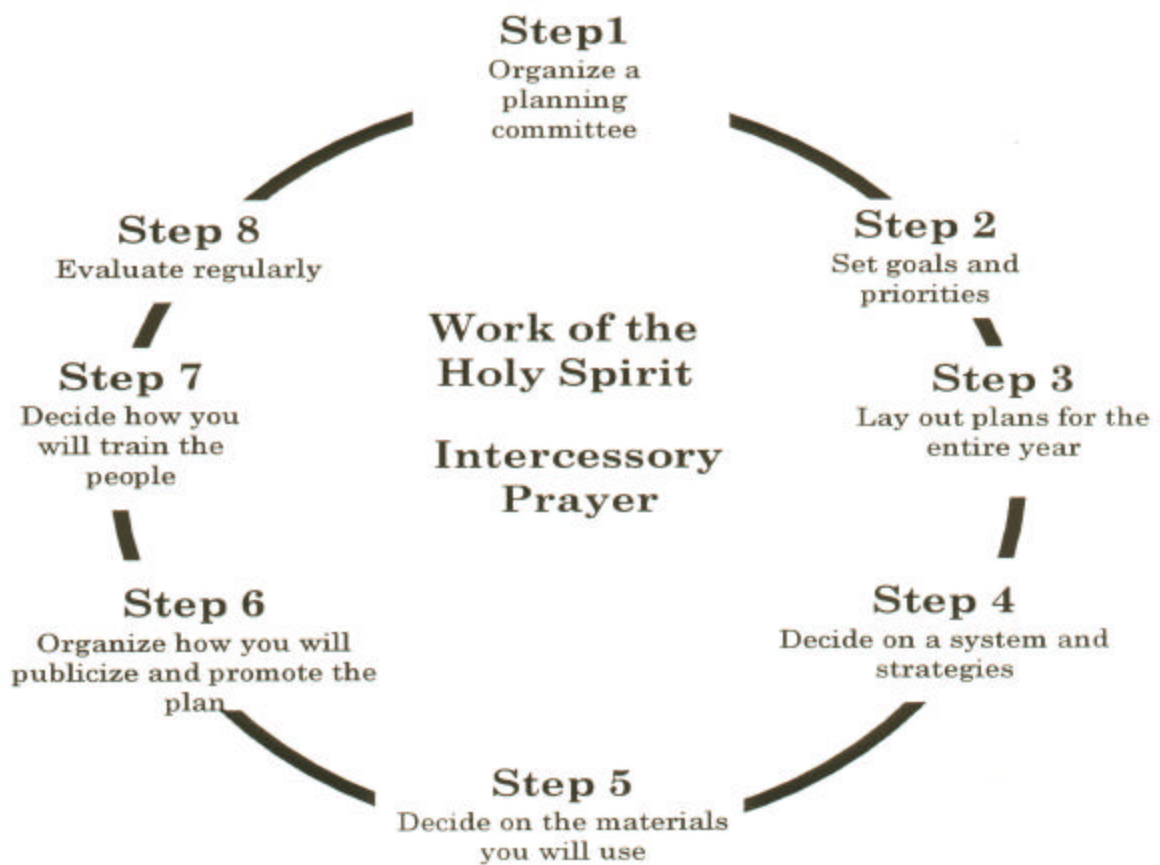 Step1
Organize a
planning
committee
Step 2
Set goals and
priorities
Step 3
Lay out plans for the
entire year
Step 4
Decide on a system and
strategies
Step 5
Decide on the materials
you will use
Step 6
Organize how you will
publicize and promote the
plan
Step 7
Decide how you
will train the
people
Step 8
Evaluate regularly
Work of the
Holy Spirit
Intercessory
Prayer